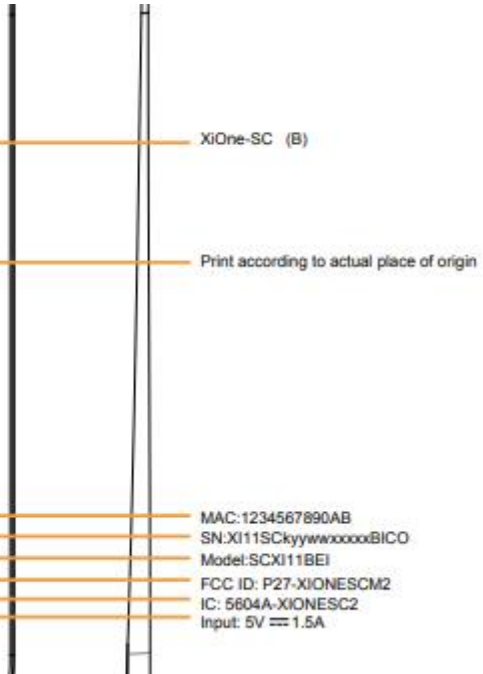 XiOne-SC (B)
Print according to actual place of origin
MAC:1234567890AB
SN:XI11SCkyywwxxxxxBICO
Model:SCXI11BEI
FCC ID: P27-XIONESCM2
IC: 5604A-XIONESC2
Input: 5V ⎓ 1.5A